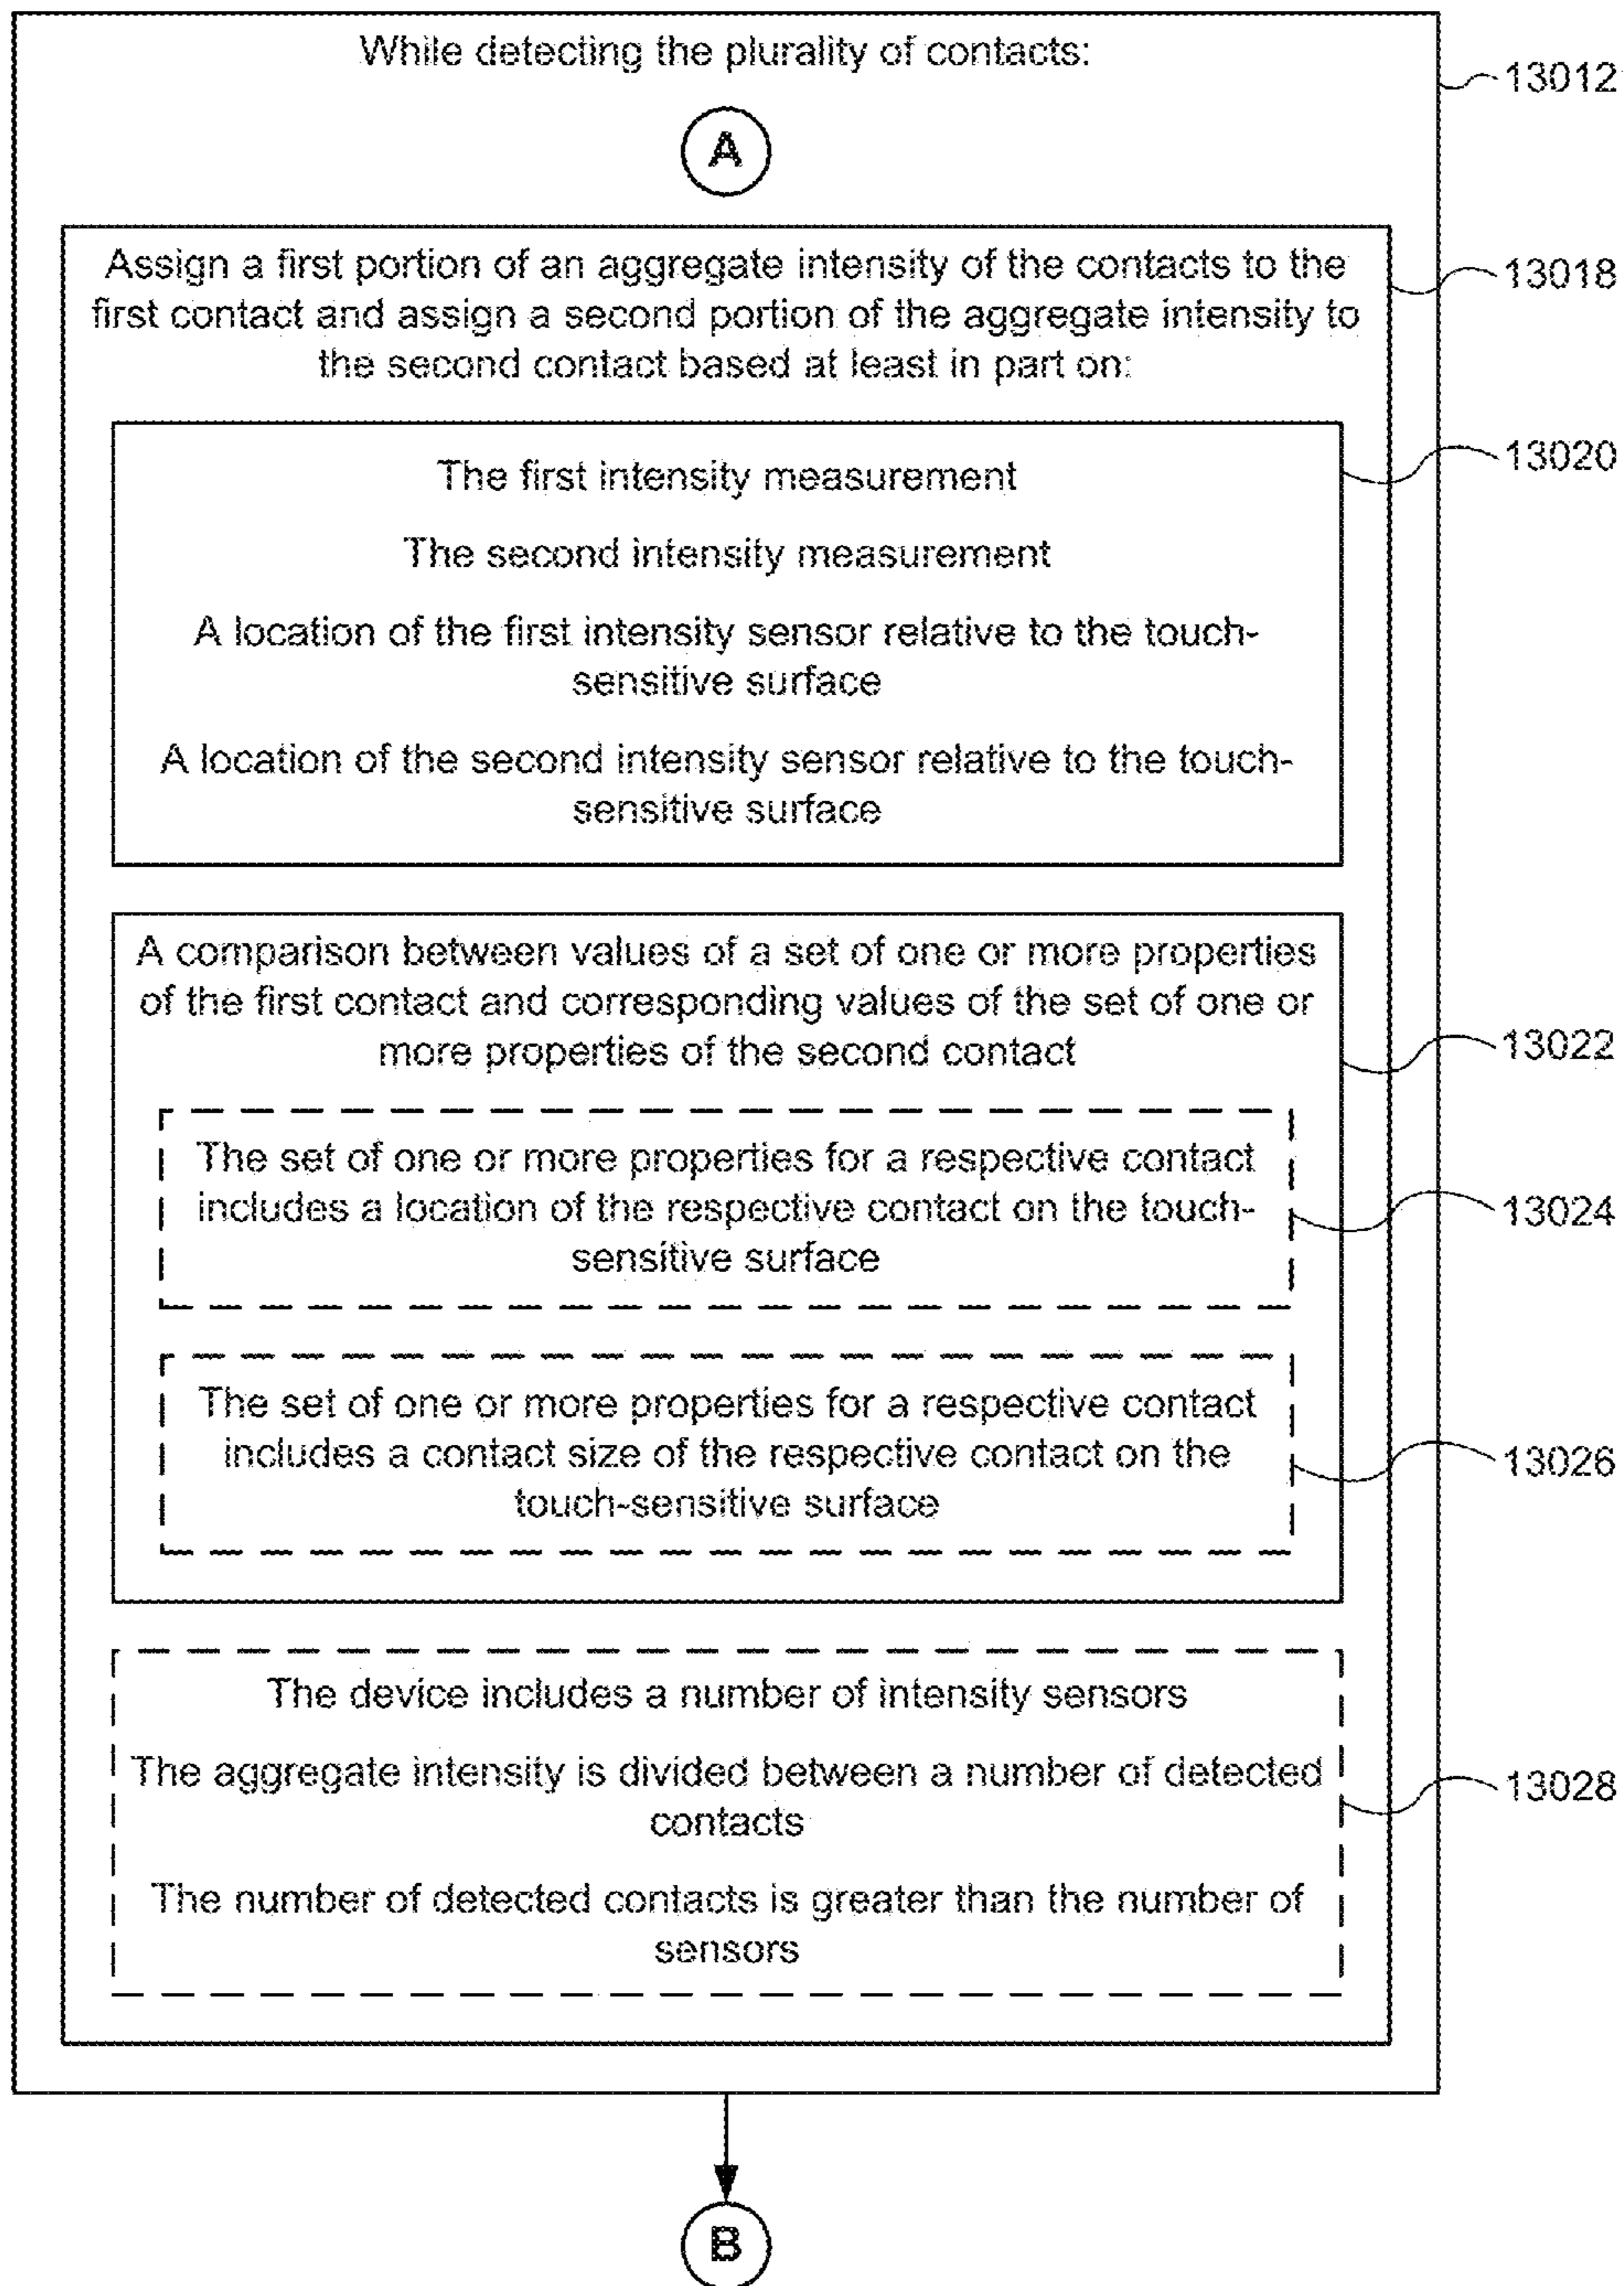 While detecting the plurality of contacts:
13012
A
Assign a first portion of an aggregate intensity of the contacts to the
first contact and assign a second portion of the aggregate intensity to
the second contact based at least in part on:
13018
The first intensity measurement
13020
The second intensity measurement
A location of the first intensity sensor relative to the touch-
sensitive surface
A location of the second intensity sensor relative to the touch-
sensitive surface
A comparison between values of a set of one or more properties
of the first contact and corresponding values of the set of one or
more properties of the second contact
13022
The set of one or more properties for a respective contact
includes a location of the respective contact on the touch-
sensitive surface
13024
The set of one or more properties for a respective contact
includes a contact size of the respective contact on the
touch-sensitive surface
13026
The device includes a number of intensity sensors
The aggregate intensity is divided between a number of detected
contacts
13028
The number of detected contacts is greater than the number of
sensors
B